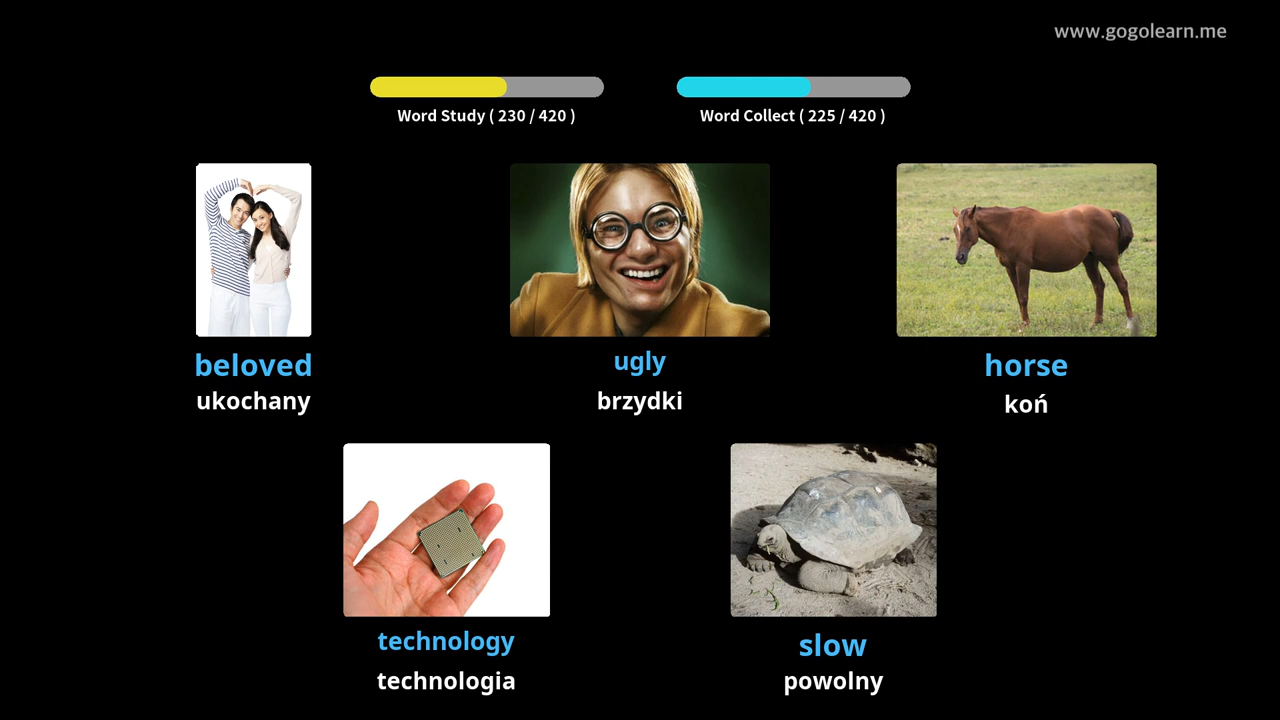 www.gogolearn.me
Word Study ( 230 / 420 )
Word Collect ( 225 / 420 )
beloved
ukochany
ugly
brzydki
horse
koń
technology
technologia
slow
powolny